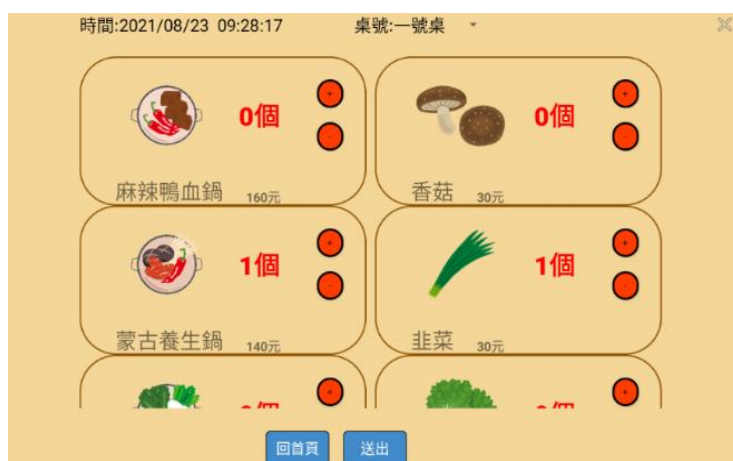 時間:2021/08/23 09:28:17 桌號:一號桌
0個 + -
麻辣鴨血鍋 160元
0個 + -
香菇 30元
1個 + -
蒙古養生鍋 140元
1個 + -
韭菜 30元
+
+
回首頁 送出